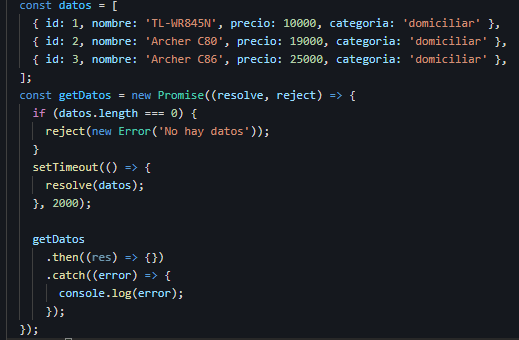 const datos = [
{ id: 1, nombre: 'TL-WR845N', precio: 10000, categoria: 'domiciliar' },
{ id: 2, nombre: 'Archer C80', precio: 19000, categoria: 'domiciliar' },
{ id: 3, nombre: 'Archer C86', precio: 25000, categoria: 'domiciliar' },
];
const getDatos = new Promise((resolve, reject) => {
if (datos.length === 0) {
reject(new Error('No hay datos'));
}
setTimeout(() => {
resolve(datos);
}, 2000);
getDatos
.then((res) => {})
.catch((error) => {
console.log(error);
});
});